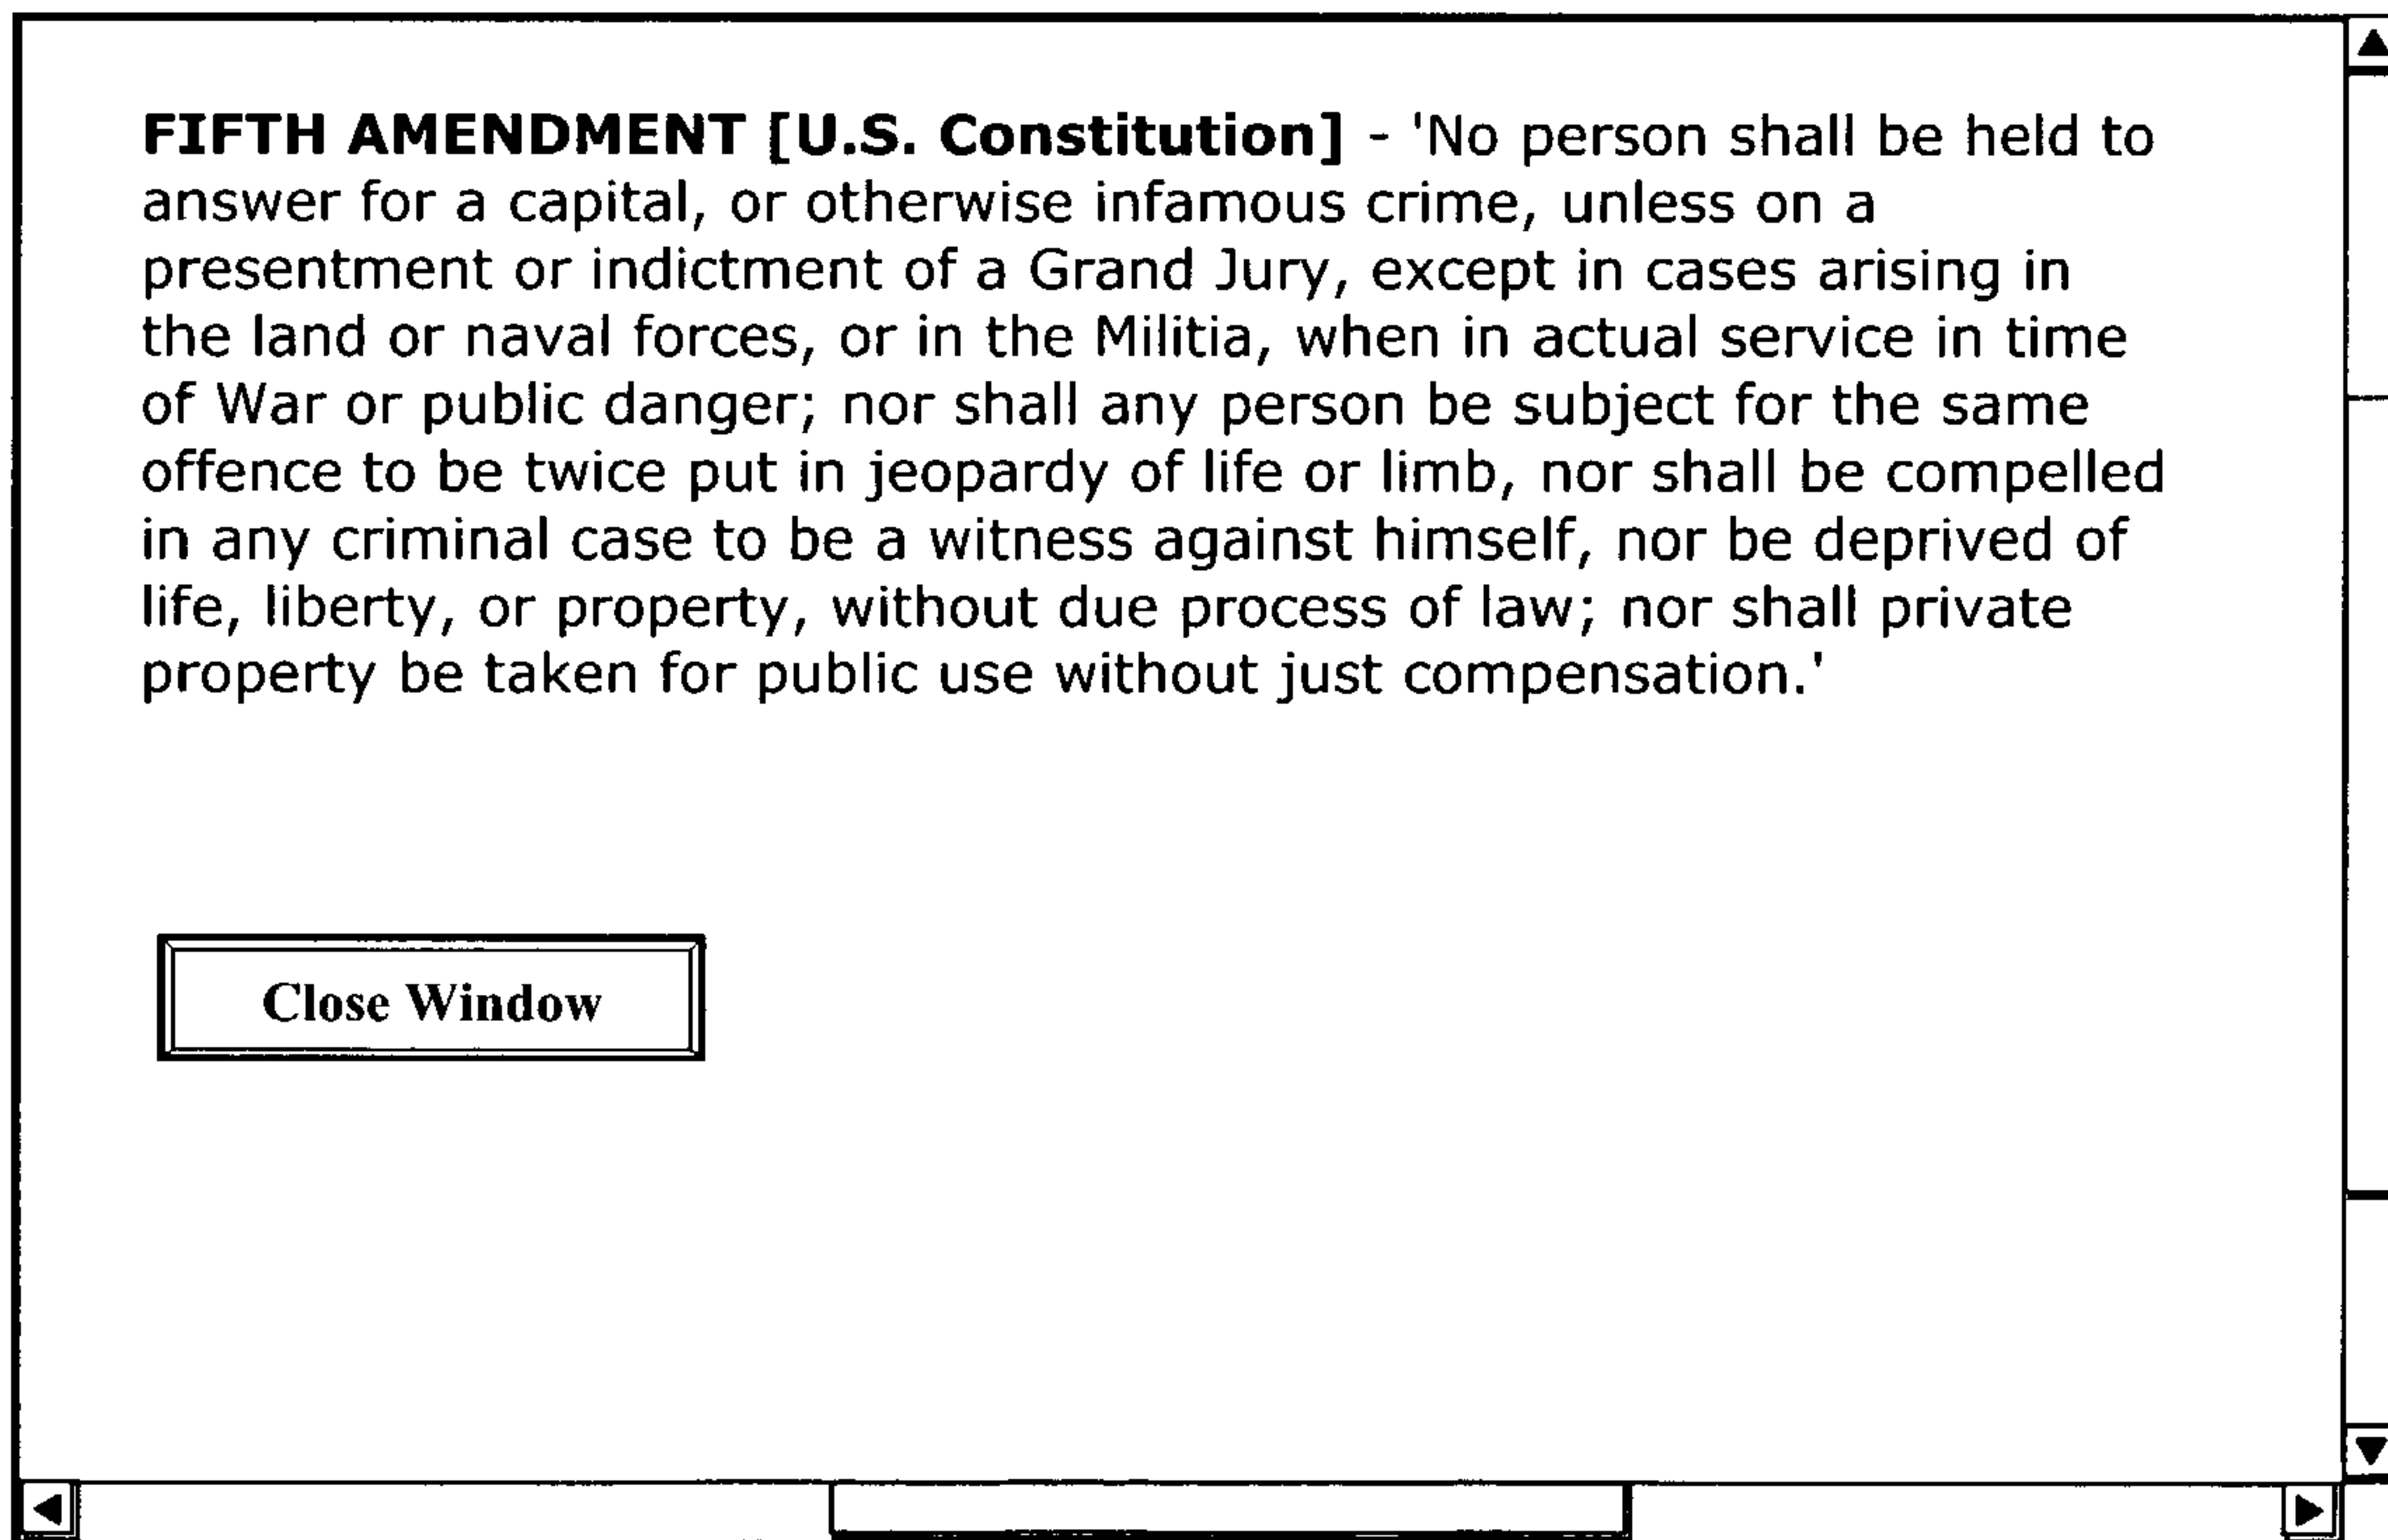 FIFTH AMENDMENT [U.S. Constitution] - 'No person shall be held to
answer for a capital, or otherwise infamous crime, unless on a
presentment or indictment of a Grand Jury, except in cases arising in
the land or naval forces, or in the Militia, when in actual service in time
of War or public danger; nor shall any person be subject for the same
offence to be twice put in jeopardy of life or limb, nor shall be compelled
in any criminal case to be a witness against himself, nor be deprived of
life, liberty, or property, without due process of law; nor shall private
property be taken for public use without just compensation.'
Close Window